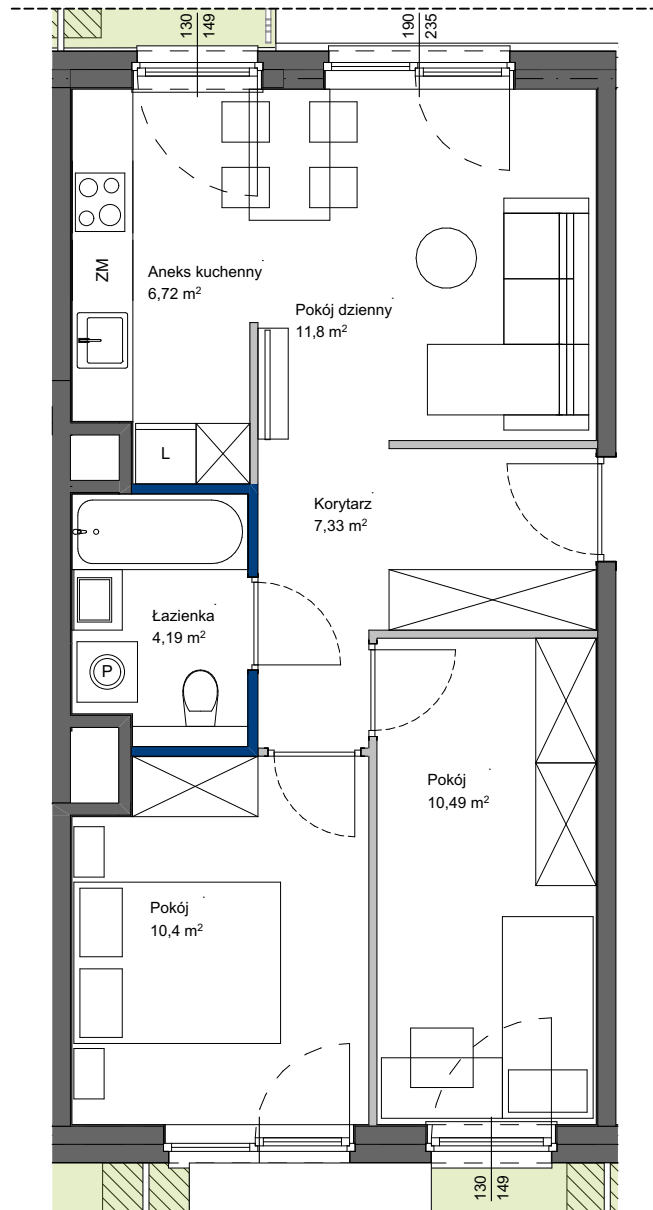 130
149
190
235
ZM
Aneks kuchenny
6,72 m²
Pokój dzienny
11,8 m²
L
Korytarz
7,33 m²
Łazienka
4,19 m²
P
Pokój
10,49 m²
Pokój
10,4 m²
130
149